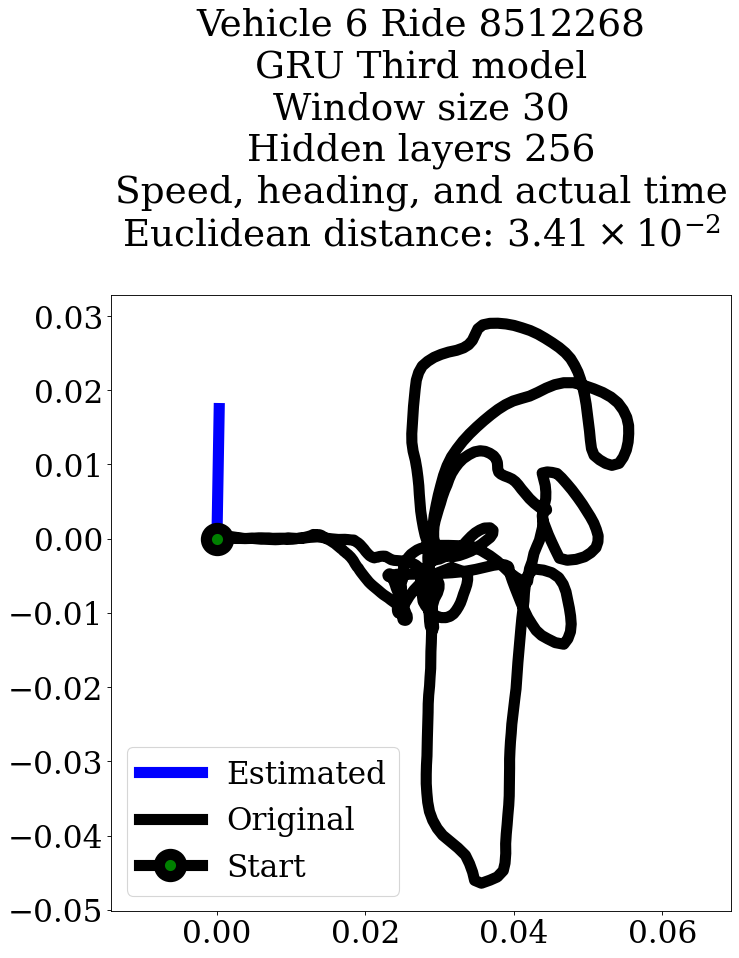 Vehicle 6 Ride 8512268
GRU Third model
Window size 30
Hidden layers 256
Speed, heading, and actual time
Euclidean distance: 3.41 × 10⁻²
0.03
0.02
0.01
0.00
−0.01
−0.02
−0.03
−0.04
−0.05
Estimated
Original
Start
0.00 0.02 0.04 0.06